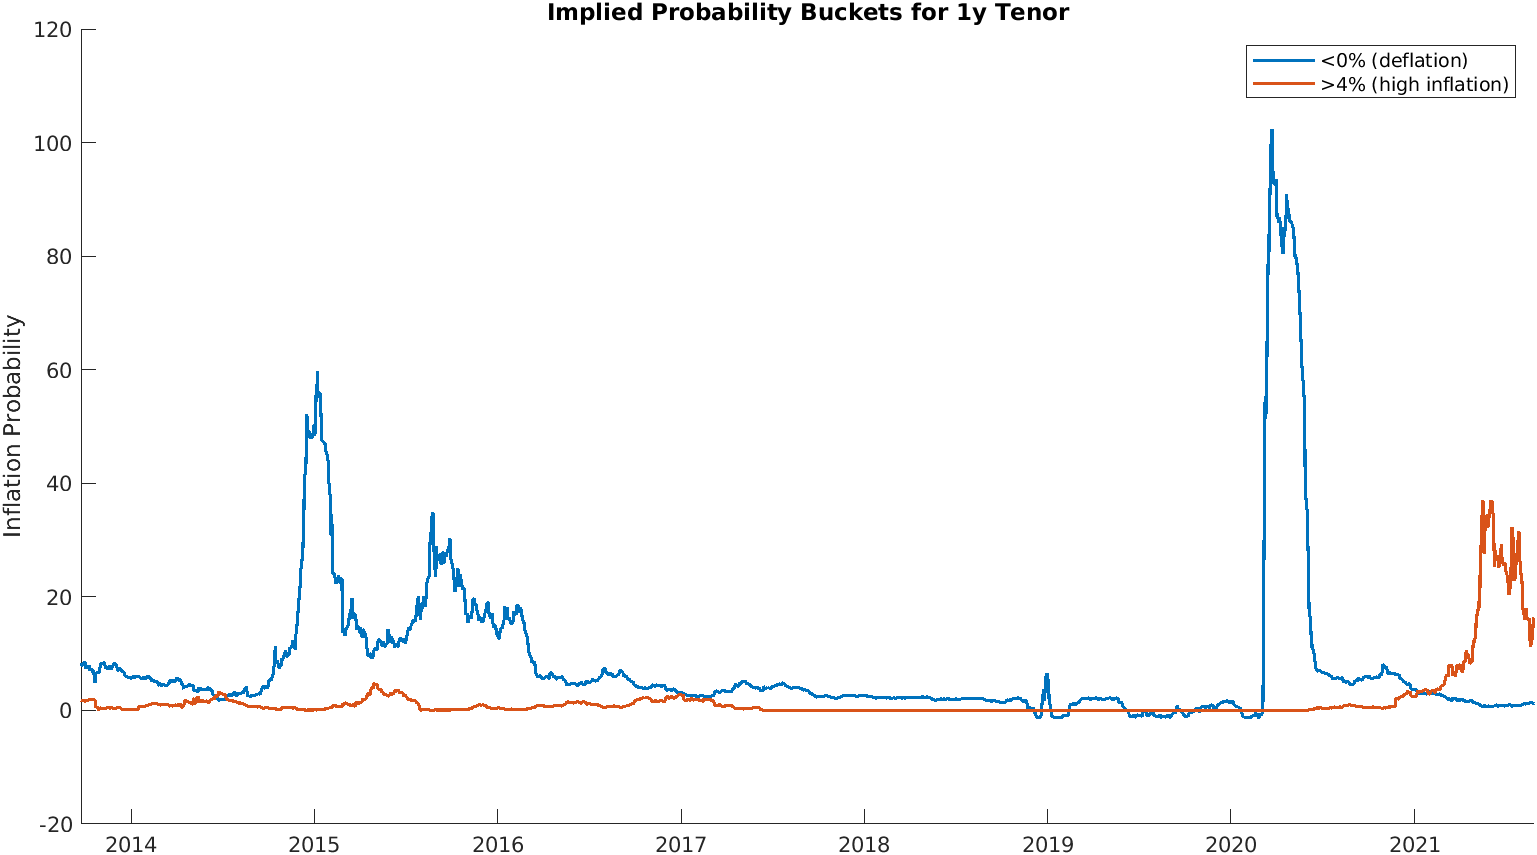 Implied Probability Buckets for 1y Tenor
<0% (deflation)
>4% (high inflation)
Inflation Probability
120
100
80
60
40
20
0
-20
2014 2015 2016 2017 2018 2019 2020 2021